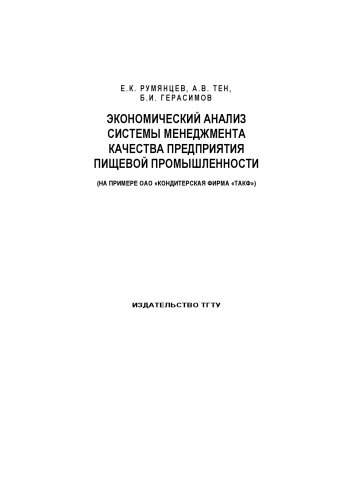 Е.К. РУМЯНЦЕВ, А.В. ТЕН,
Б.И. ГЕРАСИМОВ
ЭКОНОМИЧЕСКИЙ АНАЛИЗ
СИСТЕМЫ МЕНЕДЖМЕНТА
КАЧЕСТВА ПРЕДПРИЯТИЯ
ПИЩЕВОЙ ПРОМЫШЛЕННОСТИ
(НА ПРИМЕРЕ ОАО «КОНДИТЕРСКАЯ ФИРМА «ТАКФ»)
ИЗДАТЕЛЬСТВО ТГТУ